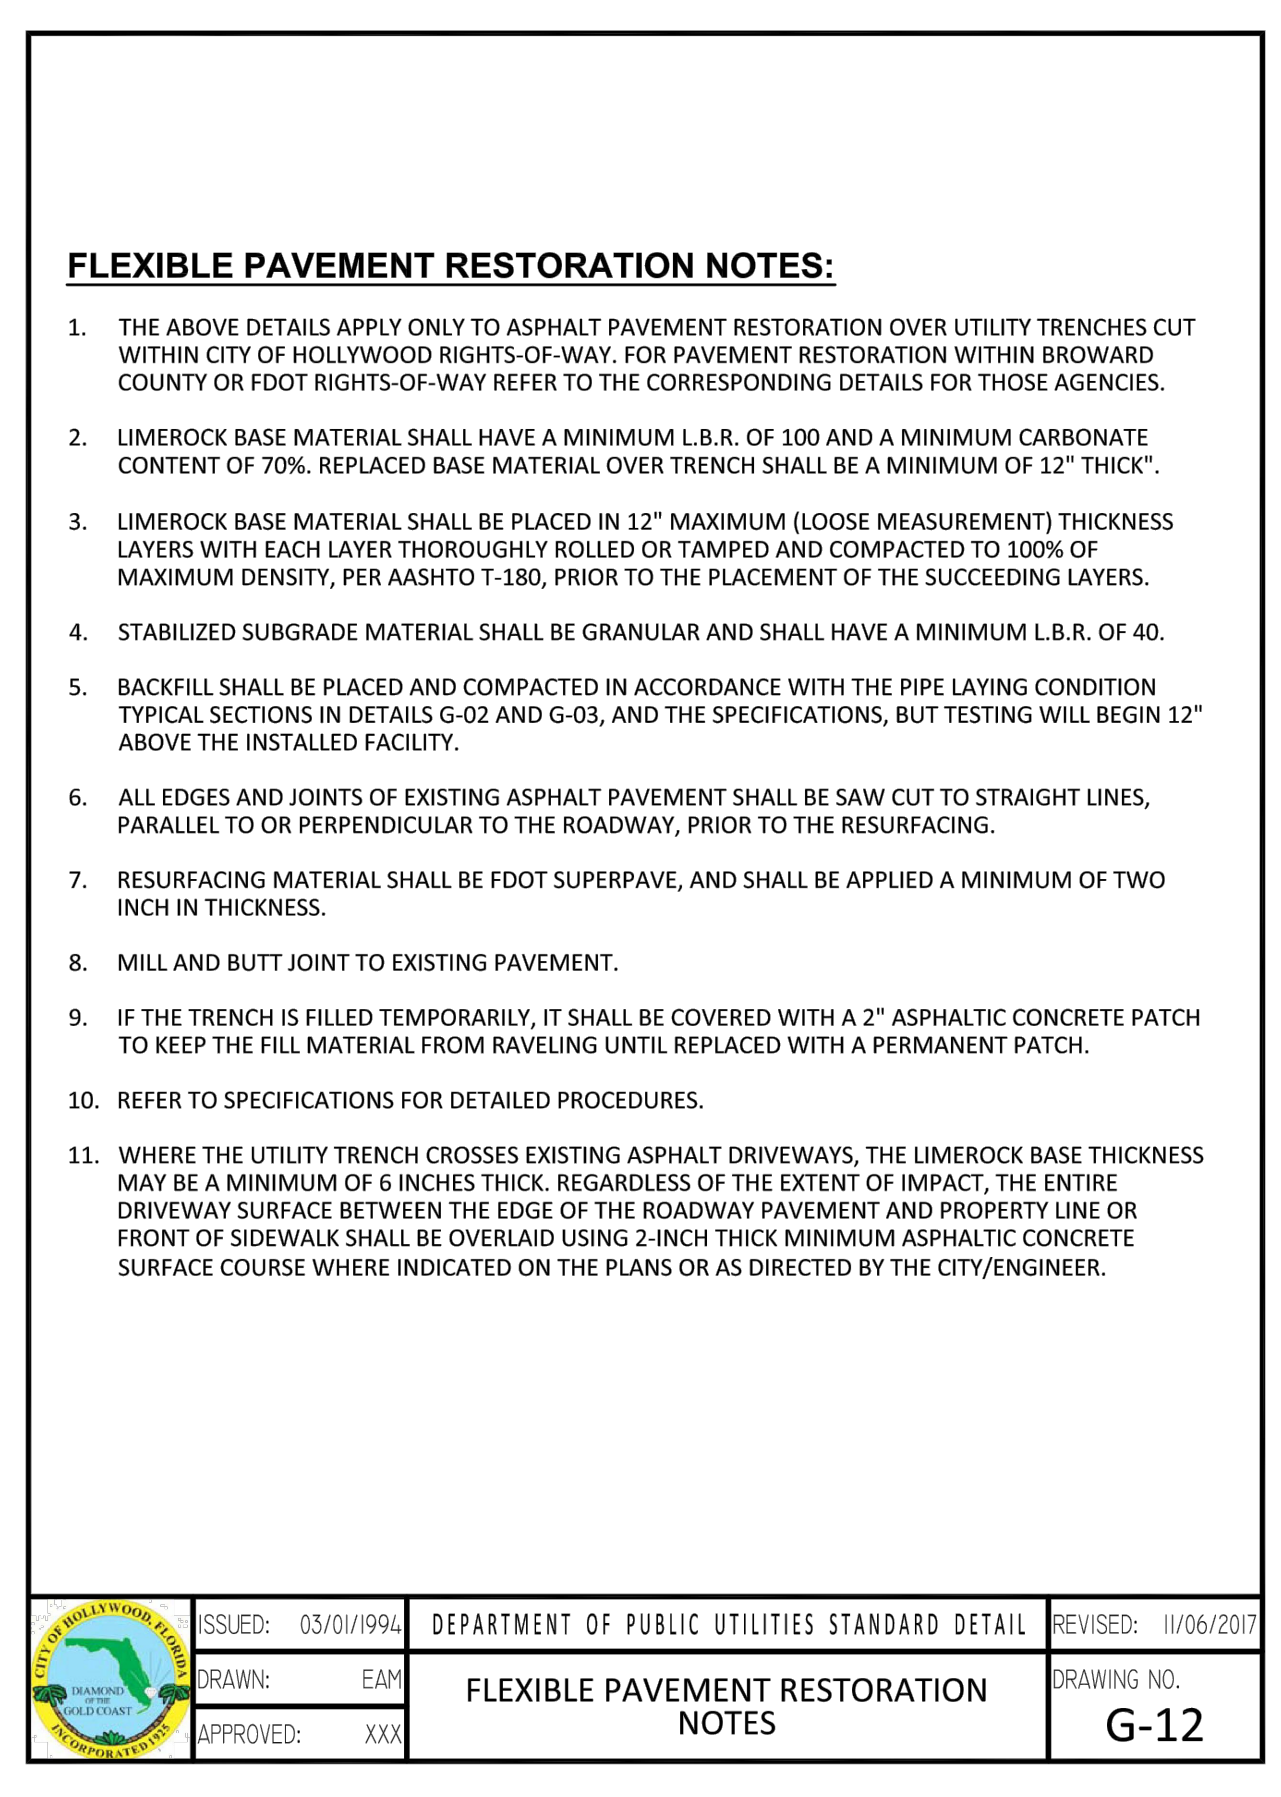 FLEXIBLE PAVEMENT RESTORATION NOTES:
1. THE ABOVE DETAILS APPLY ONLY TO ASPHALT PAVEMENT RESTORATION OVER UTILITY TRENCHES CUT
WITHIN CITY OF HOLLYWOOD RIGHTS-OF-WAY. FOR PAVEMENT RESTORATION WITHIN BROWARD
COUNTY OR FDOT RIGHTS-OF-WAY REFER TO THE CORRESPONDING DETAILS FOR THOSE AGENCIES.
2. LIMEROCK BASE MATERIAL SHALL HAVE A MINIMUM L.B.R. OF 100 AND A MINIMUM CARBONATE
CONTENT OF 70%. REPLACED BASE MATERIAL OVER TRENCH SHALL BE A MINIMUM OF 12" THICK".
3. LIMEROCK BASE MATERIAL SHALL BE PLACED IN 12" MAXIMUM (LOOSE MEASUREMENT) THICKNESS
LAYERS WITH EACH LAYER THOROUGHLY ROLLED OR TAMPED AND COMPACTED TO 100% OF
MAXIMUM DENSITY, PER AASHTO T-180, PRIOR TO THE PLACEMENT OF THE SUCCEEDING LAYERS.
4. STABILIZED SUBGRADE MATERIAL SHALL BE GRANULAR AND SHALL HAVE A MINIMUM L.B.R. OF 40.
5. BACKFILL SHALL BE PLACED AND COMPACTED IN ACCORDANCE WITH THE PIPE LAYING CONDITION
TYPICAL SECTIONS IN DETAILS G-02 AND G-03, AND THE SPECIFICATIONS, BUT TESTING WILL BEGIN 12"
ABOVE THE INSTALLED FACILITY.
6. ALL EDGES AND JOINTS OF EXISTING ASPHALT PAVEMENT SHALL BE SAW CUT TO STRAIGHT LINES,
PARALLEL TO OR PERPENDICULAR TO THE ROADWAY, PRIOR TO THE RESURFACING.
7. RESURFACING MATERIAL SHALL BE FDOT SUPERPAVE, AND SHALL BE APPLIED A MINIMUM OF TWO
INCH IN THICKNESS.
8. MILL AND BUTT JOINT TO EXISTING PAVEMENT.
9. IF THE TRENCH IS FILLED TEMPORARILY, IT SHALL BE COVERED WITH A 2" ASPHALTIC CONCRETE PATCH
TO KEEP THE FILL MATERIAL FROM RAVELING UNTIL REPLACED WITH A PERMANENT PATCH.
10. REFER TO SPECIFICATIONS FOR DETAILED PROCEDURES.
11. WHERE THE UTILITY TRENCH CROSSES EXISTING ASPHALT DRIVEWAYS, THE LIMEROCK BASE THICKNESS
MAY BE A MINIMUM OF 6 INCHES THICK. REGARDLESS OF THE EXTENT OF IMPACT, THE ENTIRE
DRIVEWAY SURFACE BETWEEN THE EDGE OF THE ROADWAY PAVEMENT AND PROPERTY LINE OR
FRONT OF SIDEWALK SHALL BE OVERLAID USING 2-INCH THICK MINIMUM ASPHALTIC CONCRETE
SURFACE COURSE WHERE INDICATED ON THE PLANS OR AS DIRECTED BY THE CITY/ENGINEER.
CITY OF HOLLYWOOD, FLORIDA
DIAMOND
OF THE
GOLD COAST
INCORPORATED 1925
ISSUED: 03/01/1994
DRAWN: EAM
APPROVED: XXX
DEPARTMENT OF PUBLIC UTILITIES STANDARD DETAIL
FLEXIBLE PAVEMENT RESTORATION
NOTES
REVISED: 11/06/2017
DRAWING NO.
G-12